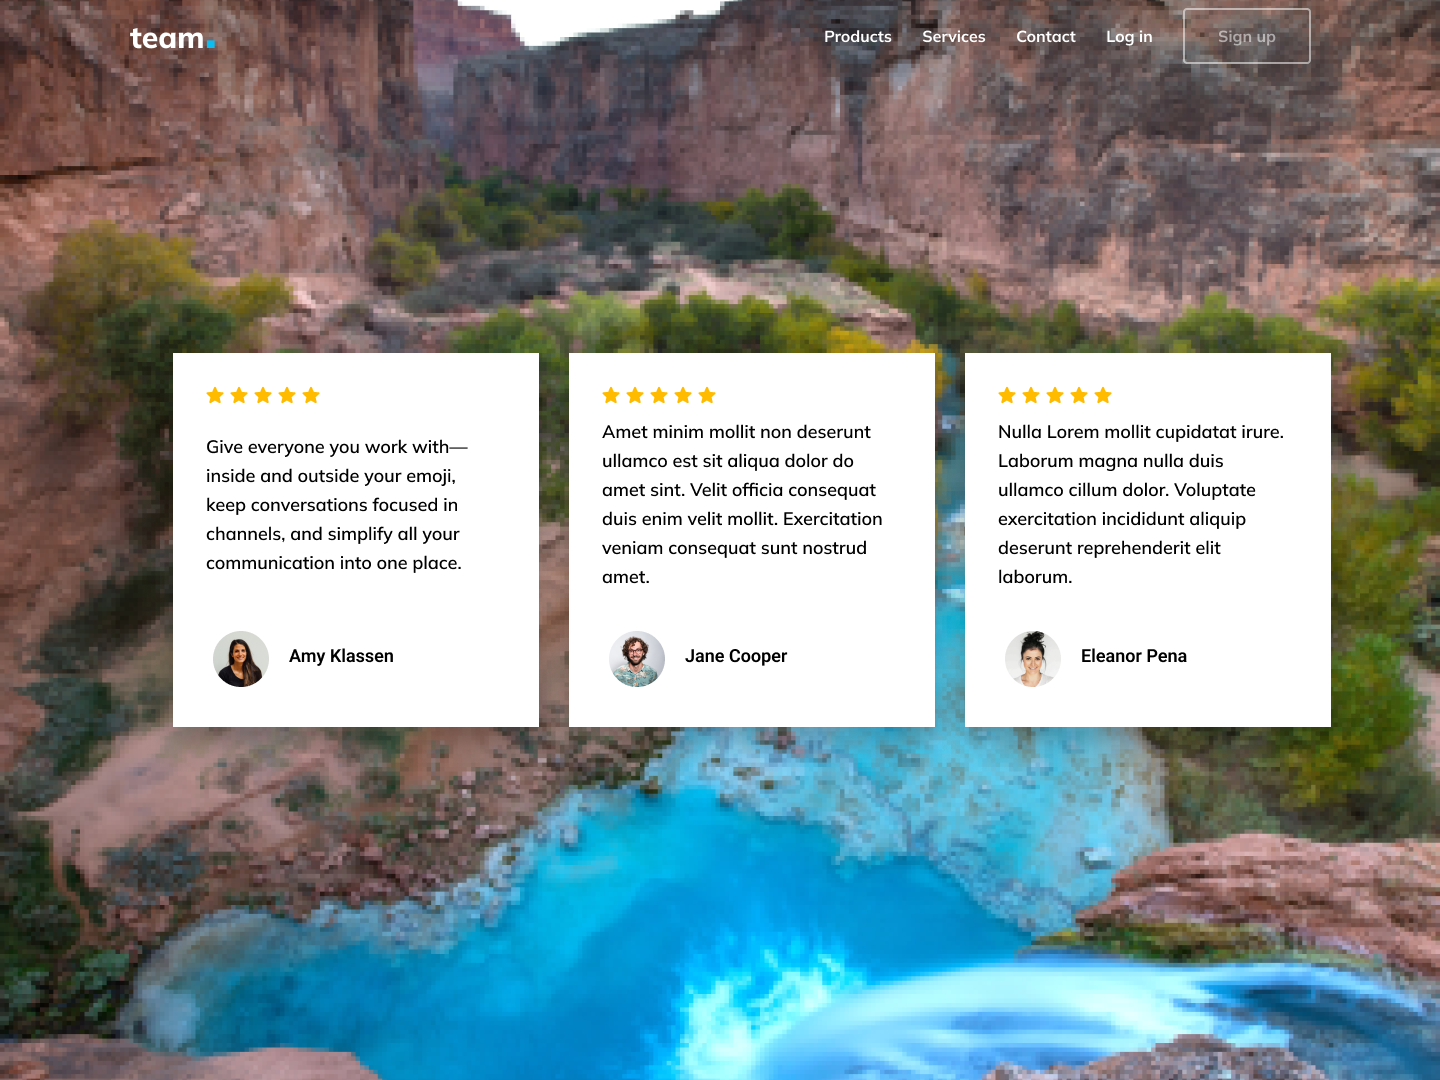 team.
Products Services Contact Log in Sign up
Give everyone you work with—
inside and outside your emoji,
keep conversations focused in
channels, and simplify all your
communication into one place.
Amy Klassen
Amet minim mollit non deserunt
ullamco est sit aliqua dolor do
amet sint. Velit officia consequat
duis enim velit mollit. Exercitation
veniam consequat sunt nostrud
amet.
Jane Cooper
Nulla Lorem mollit cupidatat irure.
Laborum magna nulla duis
ullamco cillum dolor. Voluptate
exercitation incididunt aliquip
deserunt reprehenderit elit
laborum.
Eleanor Pena